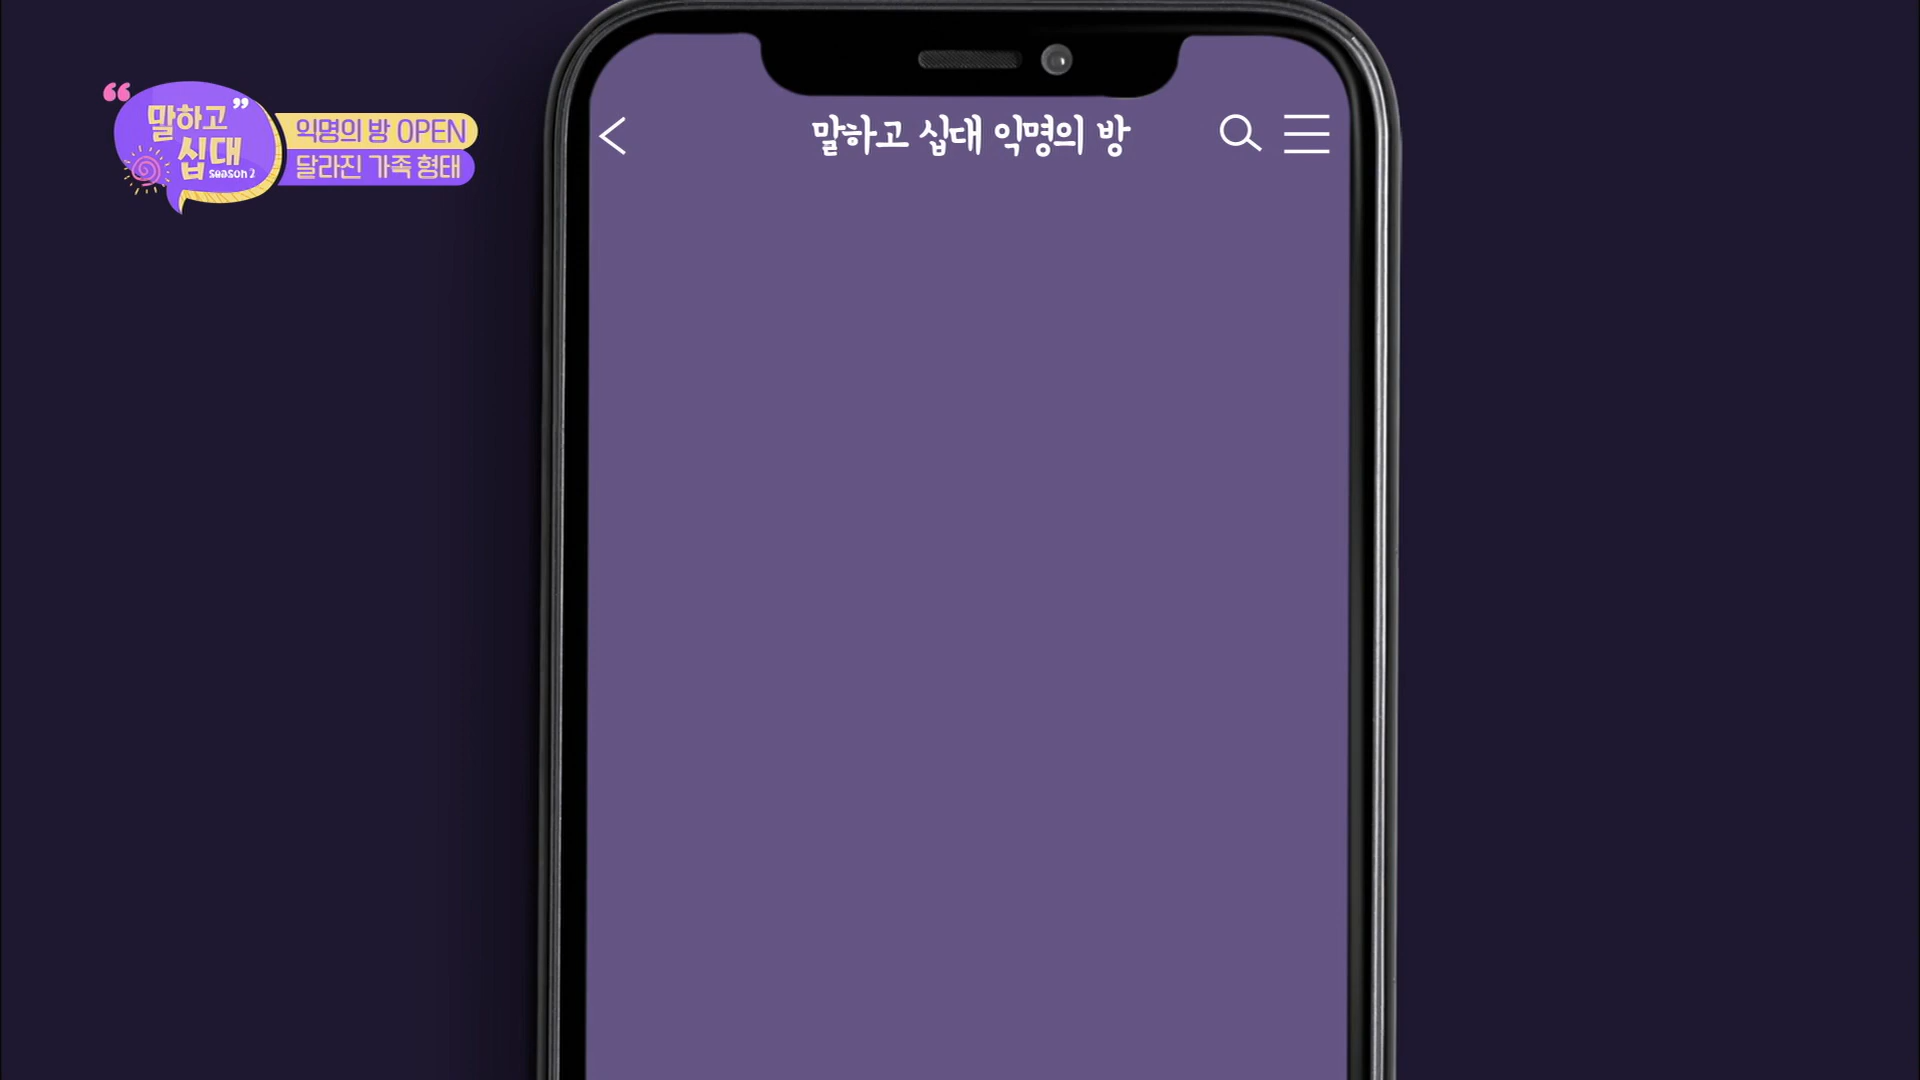 말하고
십대
season 2
익명의 방 OPEN
달라진 가족 형태
말하고 십대 익명의 방